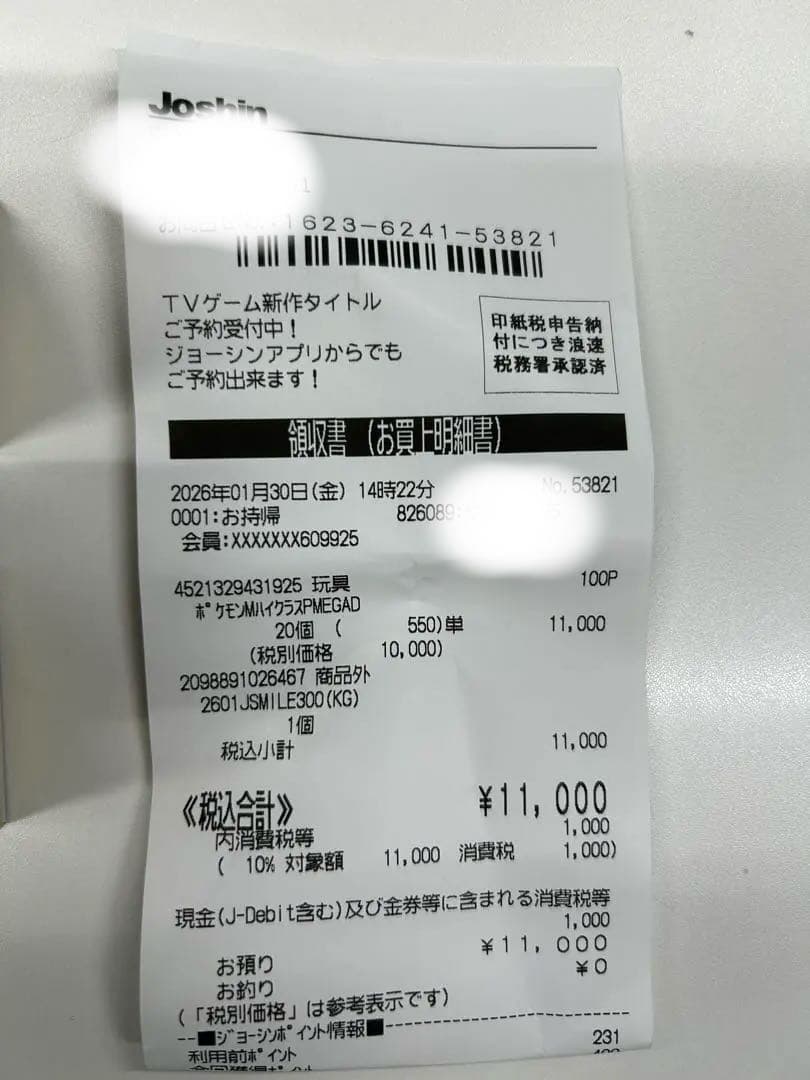 Joshin
1623-6241-53821
TVゲーム新作タイトル
ご予約受付中!
ジョーシンアプリからでも
ご予約出来ます!
印紙税申告納
付につき浪速
税務署承認済
領収書(お買上明細書)
2026年01月30日(金) 14時22分 No.53821
0001:お持帰 826089:
会員:XXXXXXX609925
4521329431925 玩具 100P
ポケモンMハイクラスPMEGAD
20個 ( 550)単 11,000
(税別価格 10,000)
2098891026467 商品外
2601JSMILE300(KG)
1個
税込小計 11,000
《税込合計》 ¥11,000
内消費税等 1,000
( 10% 対象額 11,000 消費税 1,000)
現金(J-Debit含む)及び金券等に含まれる消費税等
1,000
お預り ¥11,000
お釣り ¥0
(「税別価格」は参考表示です)
--■ジョーシンポイント情報■--
利用前ポイント 231